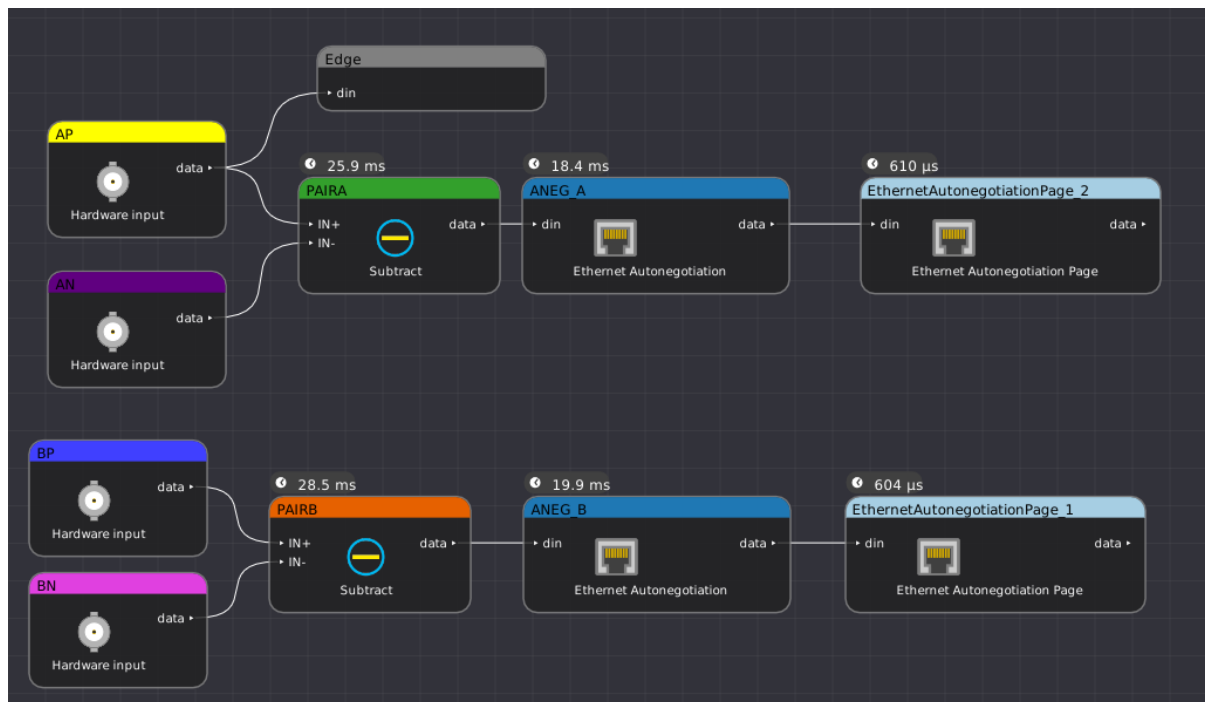 Edge
din
AP
data
Hardware input
25.9 ms
PAIRA
IN+
IN-
data
Subtract
18.4 ms
ANEG_A
din
data
Ethernet Autonegotiation
610 µs
EthernetAutonegotiationPage_2
din
data
Ethernet Autonegotiation Page
AN
data
Hardware input
BP
data
Hardware input
28.5 ms
PAIRB
IN+
IN-
data
Subtract
19.9 ms
ANEG_B
din
data
Ethernet Autonegotiation
604 µs
EthernetAutonegotiationPage_1
din
data
Ethernet Autonegotiation Page
BN
data
Hardware input